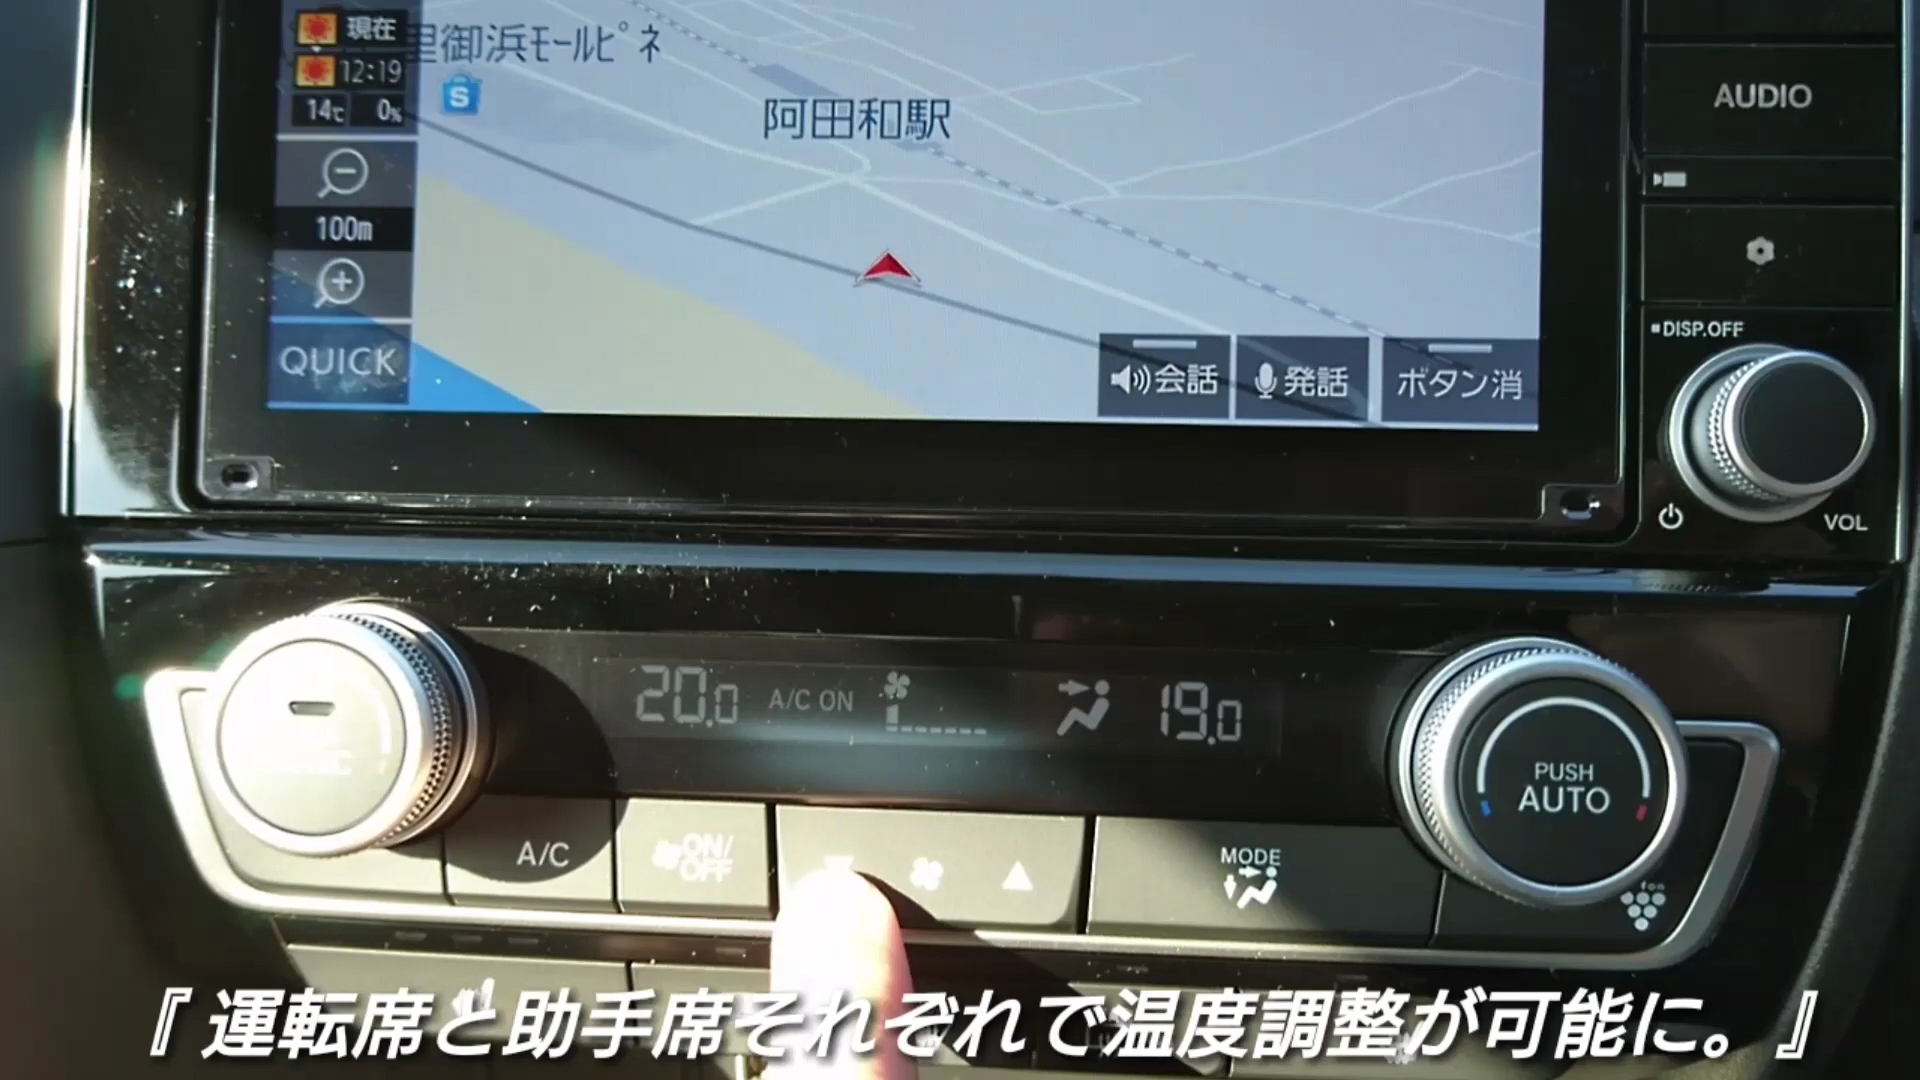 現在
里御浜ﾓｰﾙﾋﾟﾈ
12:19
S
14℃ 0%
阿田和駅
AUDIO
100m
DISP.OFF
QUICK
会話
発話
ボタン消
VOL
20.0 A/C ON 19.0
PUSH
AUTO
A/C
ON/
OFF
MODE
『運転席と助手席それぞれで温度調整が可能に。』